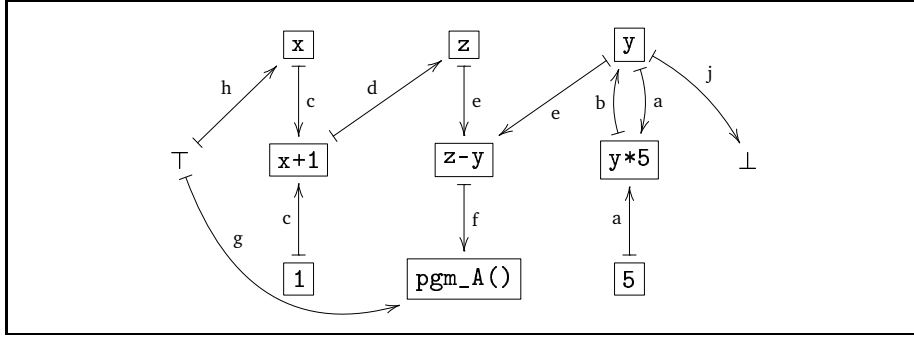 x z y
h c d e e b a j
⊤ x+1 z-y y*5 ⊥
g c f a
1 pgm_A() 5